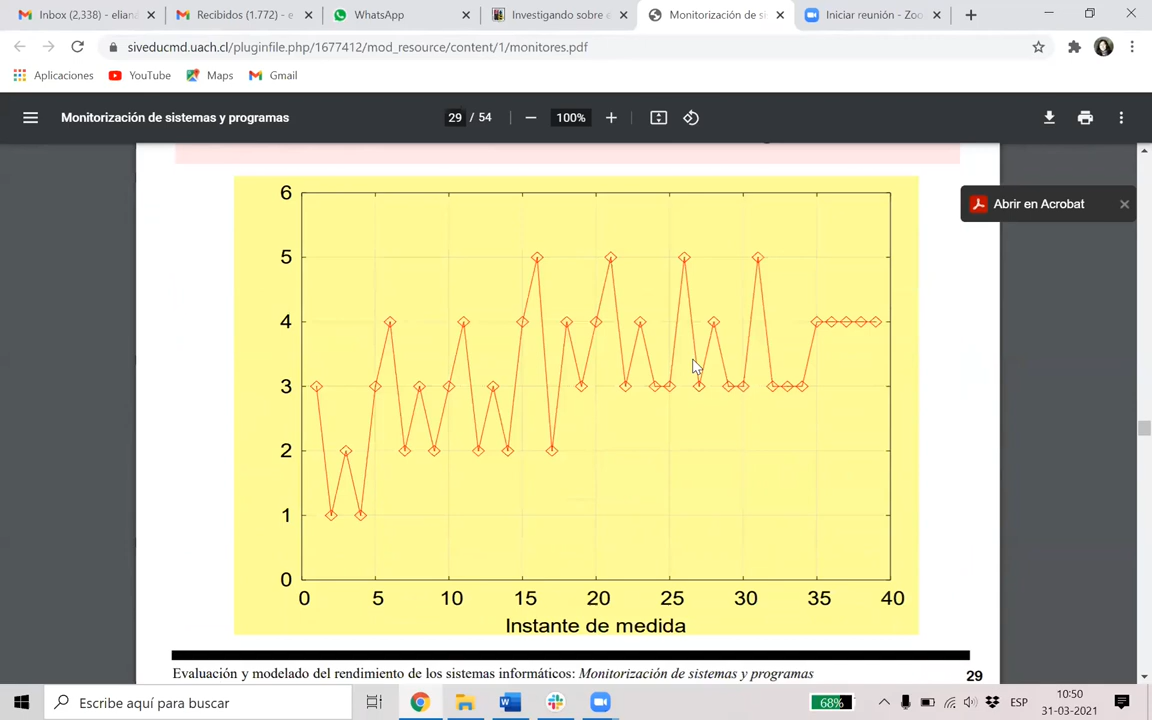 Inbox (2,338) - elian
Recibidos (1.772) - e
WhatsApp
Investigando sobre e
Monitorización de si
Iniciar reunión - Zoo
siveducmd.uach.cl/pluginfile.php/1677412/mod_resource/content/1/monitores.pdf
Aplicaciones
YouTube
Maps
Gmail
Monitorización de sistemas y programas
29 / 54
100%
Abrir en Acrobat
6
5
4
3
2
1
0
0 5 10 15 20 25 30 35 40
Instante de medida
Evaluación y modelado del rendimiento de los sistemas informáticos: Monitorización de sistemas y programas
29
Escribe aquí para buscar
68%
ESP
10:50
31-03-2021